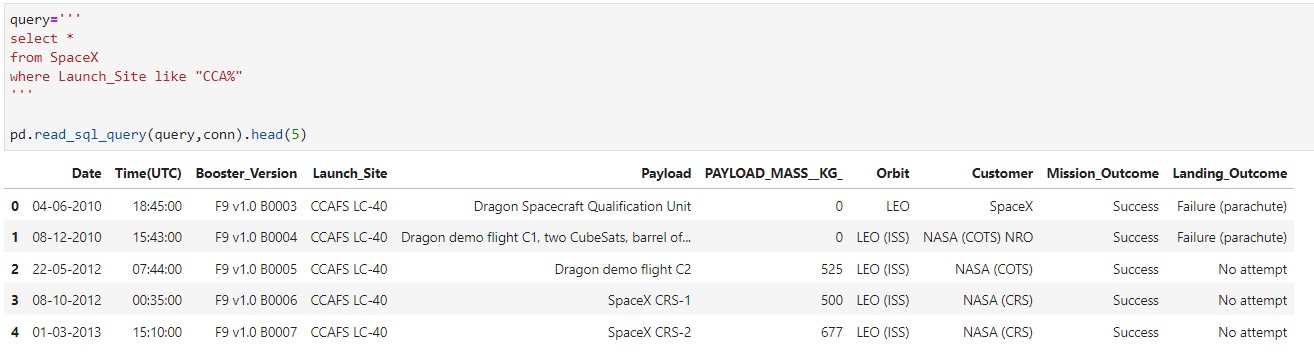 query='''
select *
from SpaceX
where Launch_Site like "CCA%"
'''
pd.read_sql_query(query,conn).head(5)
Date Time(UTC) Booster_Version Launch_Site Payload PAYLOAD_MASS__KG_ Orbit Customer Mission_Outcome Landing_Outcome
0 04-06-2010 18:45:00 F9 v1.0 B0003 CCAFS LC-40 Dragon Spacecraft Qualification Unit 0 LEO SpaceX Success Failure (parachute)
1 08-12-2010 15:43:00 F9 v1.0 B0004 CCAFS LC-40 Dragon demo flight C1, two CubeSats, barrel of... 0 LEO (ISS) NASA (COTS) NRO Success Failure (parachute)
2 22-05-2012 07:44:00 F9 v1.0 B0005 CCAFS LC-40 Dragon demo flight C2 525 LEO (ISS) NASA (COTS) Success No attempt
3 08-10-2012 00:35:00 F9 v1.0 B0006 CCAFS LC-40 SpaceX CRS-1 500 LEO (ISS) NASA (CRS) Success No attempt
4 01-03-2013 15:10:00 F9 v1.0 B0007 CCAFS LC-40 SpaceX CRS-2 677 LEO (ISS) NASA (CRS) Success No attempt